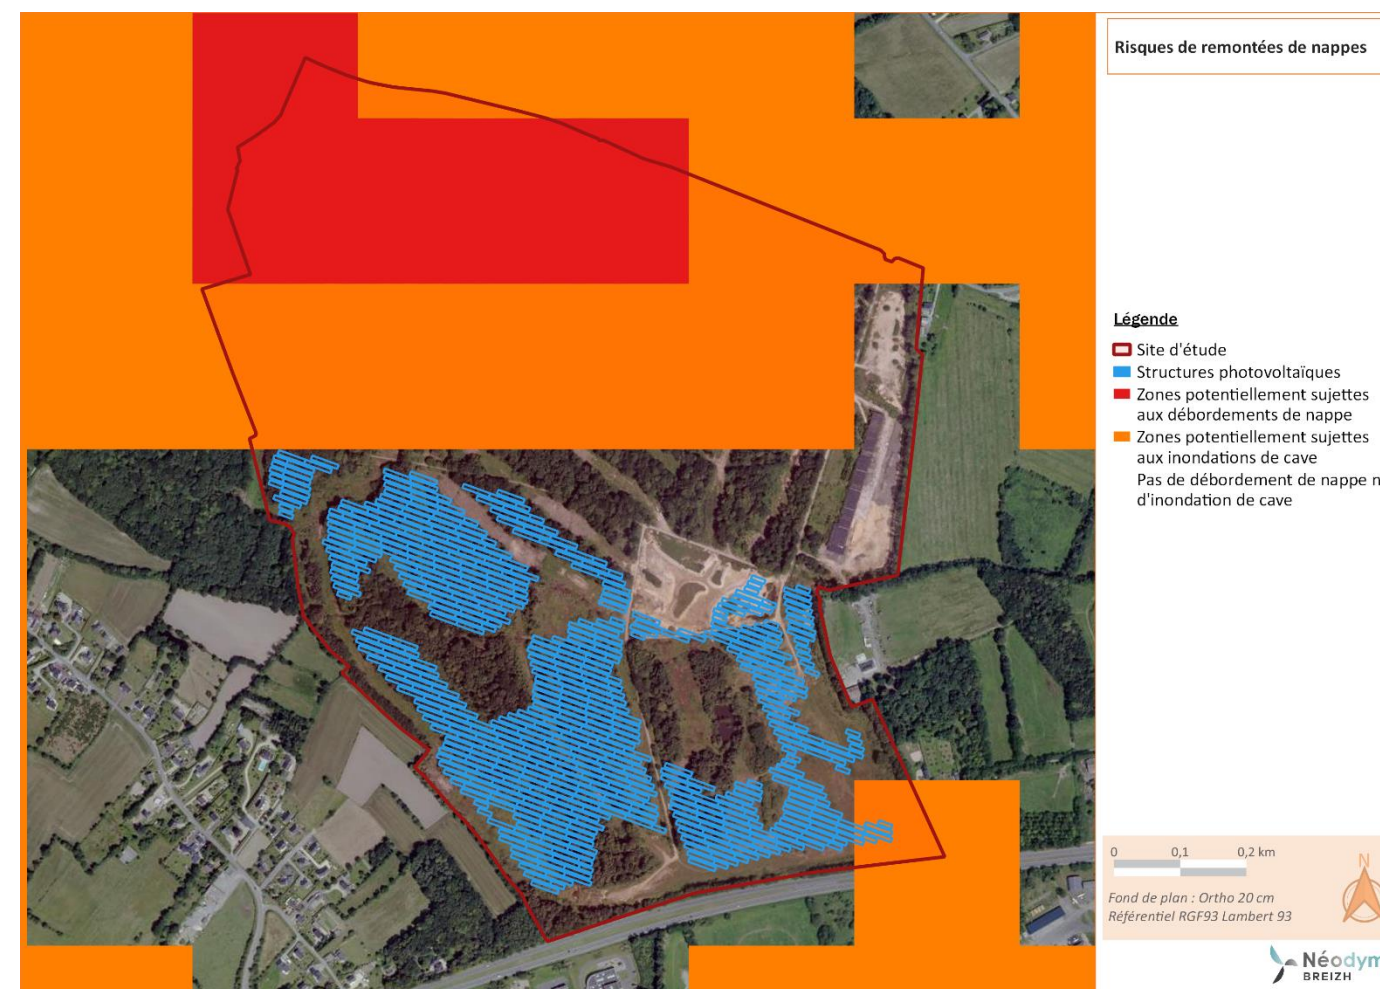 Risques de remontées de nappes
Légende
Site d'étude
Structures photovoltaïques
Zones potentiellement sujettes
aux débordements de nappe
Zones potentiellement sujettes
aux inondations de cave
Pas de débordement de nappe n
d'inondation de cave
0 0,1 0,2 km
N
Fond de plan : Ortho 20 cm
Référentiel RGF93 Lambert 93
Néodym
BREIZH